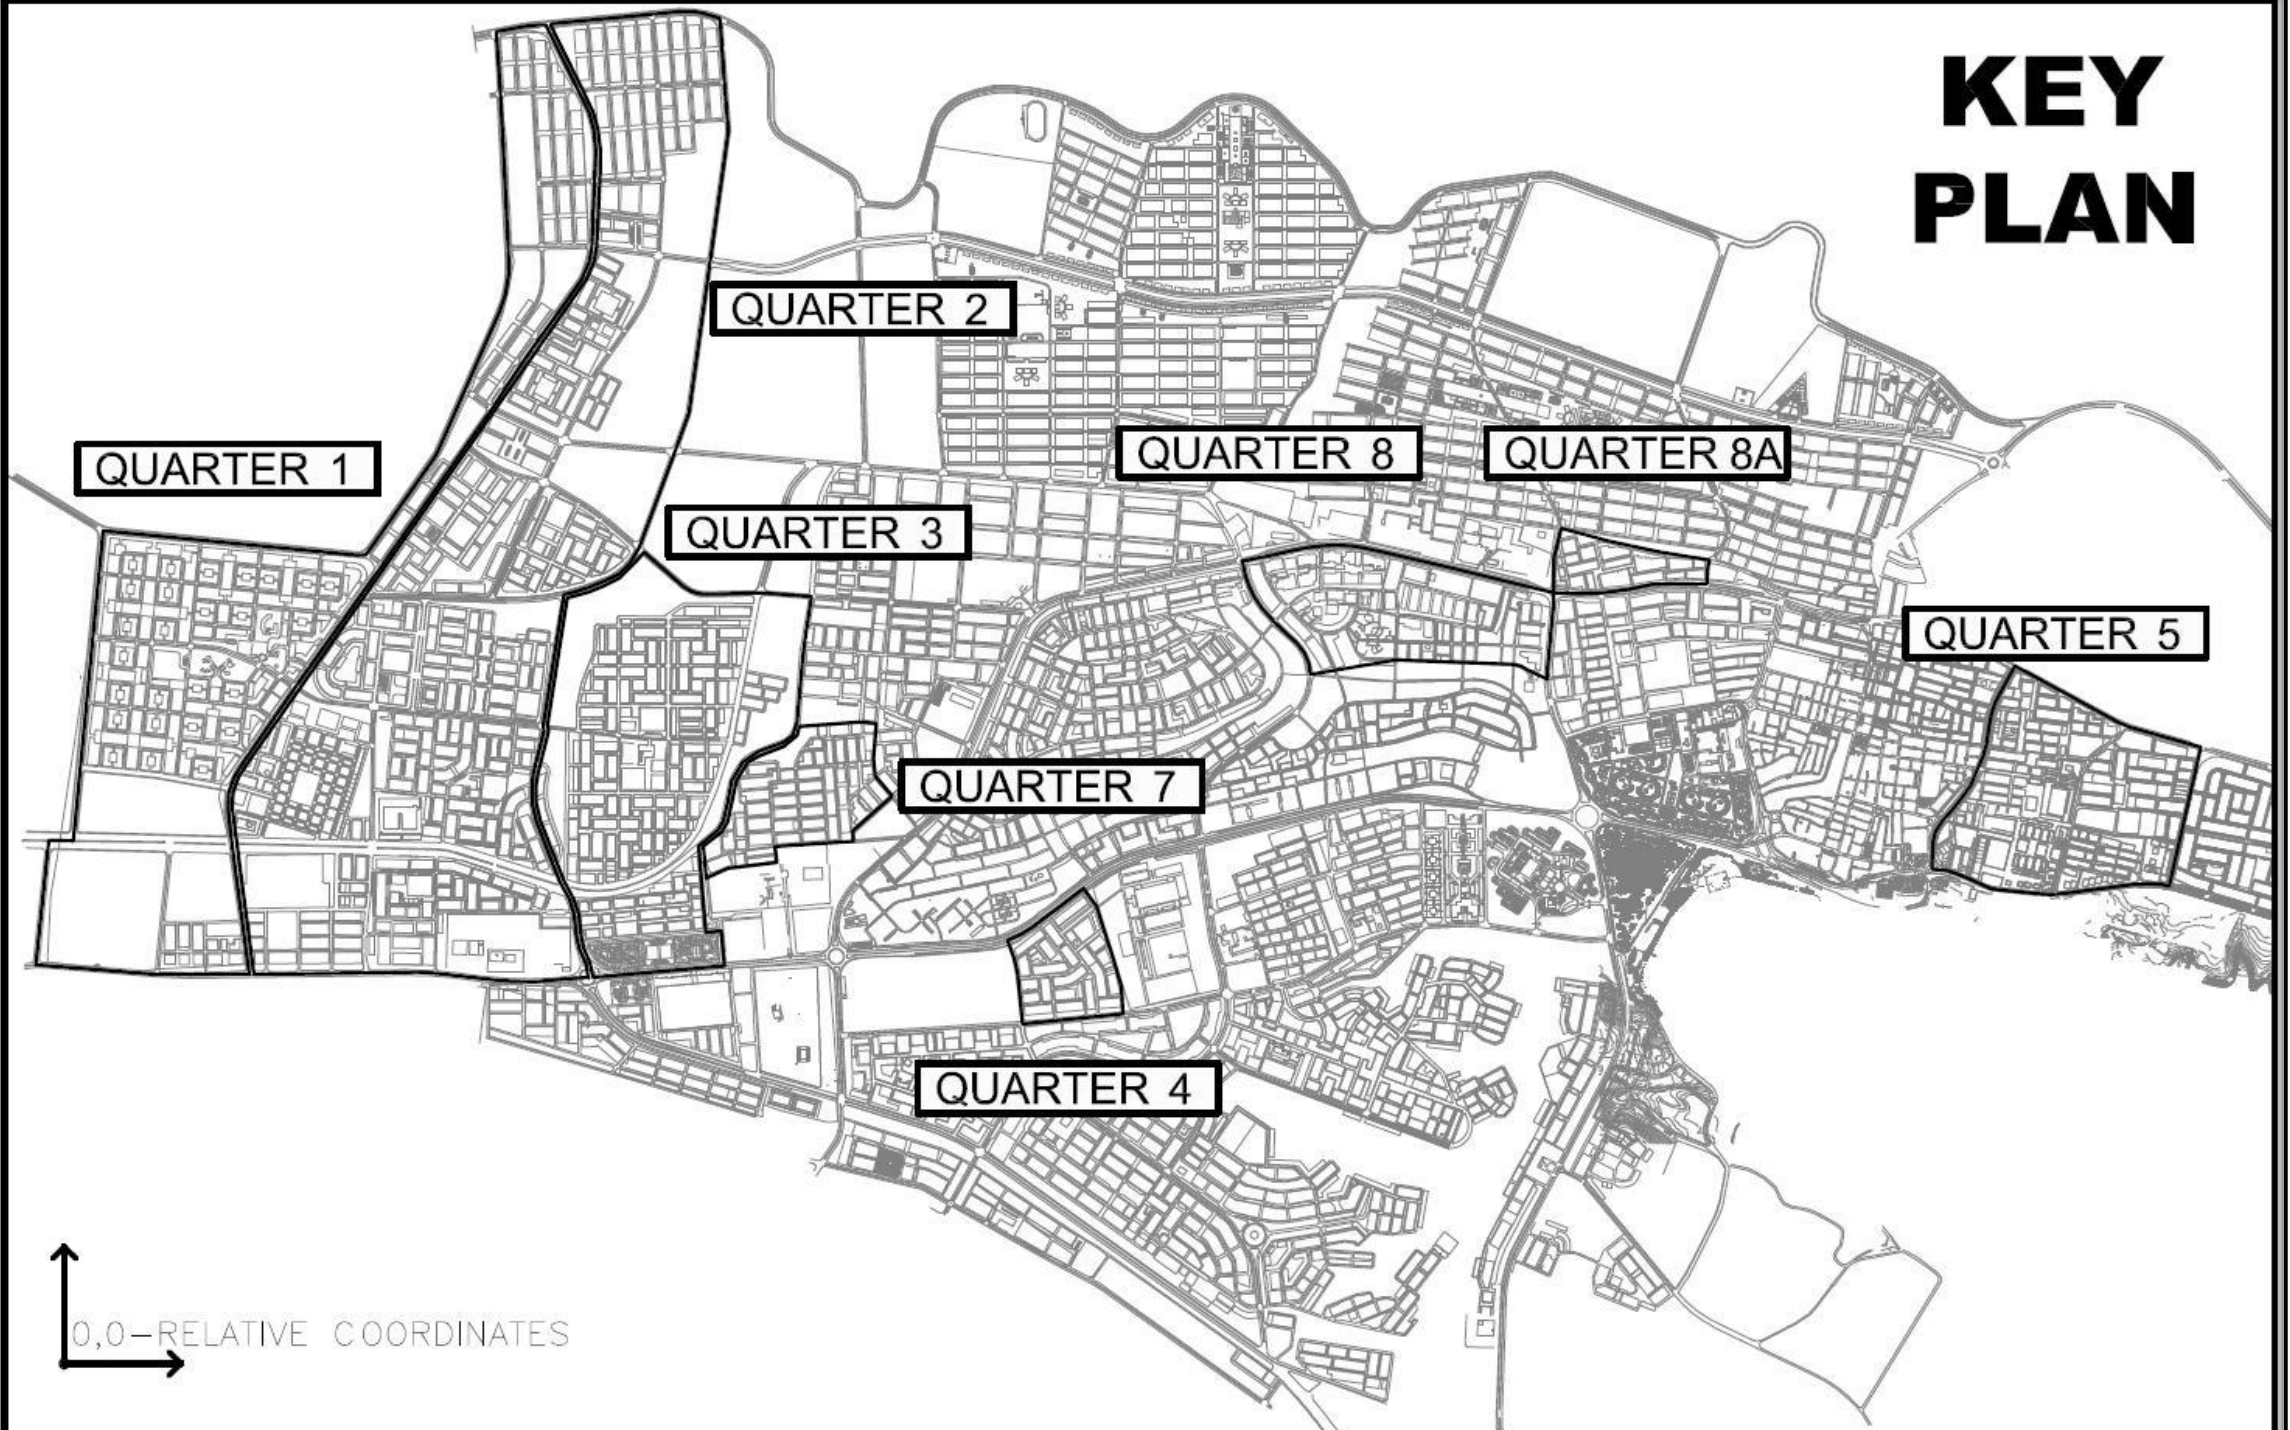 KEY
PLAN
QUARTER 2
QUARTER 1
QUARTER 8
QUARTER 8A
QUARTER 3
QUARTER 5
QUARTER 7
QUARTER 4
0,0-RELATIVE COORDINATES